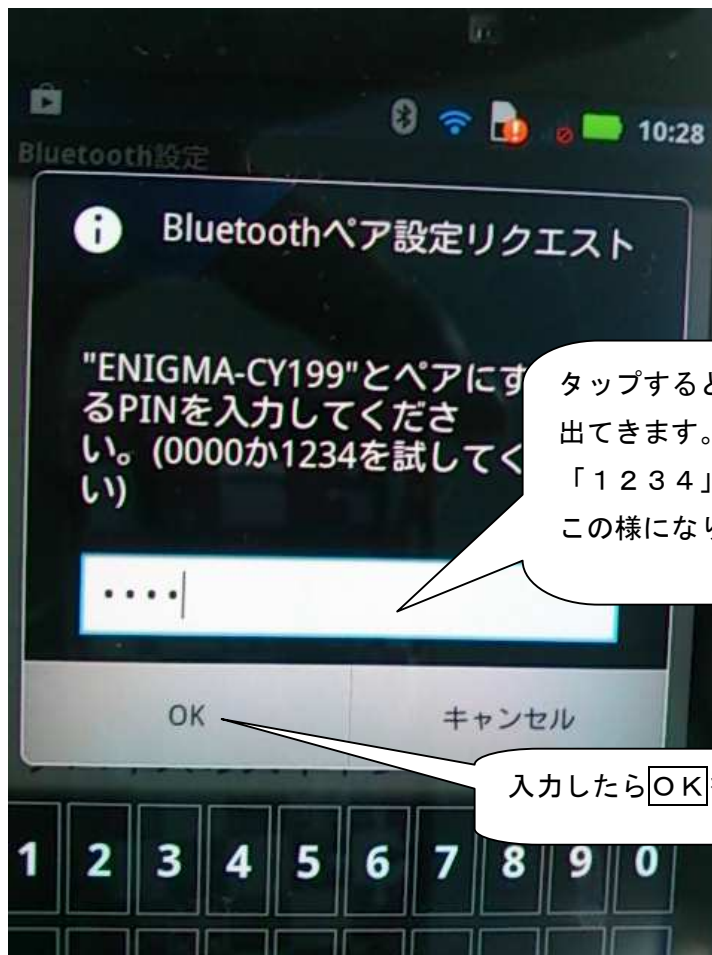 10:28
Bluetooth設定
Bluetoothペア設定リクエスト
"ENIGMA-CY199"とペアにす
るPINを入力してくださ
い。(0000か1234を試してく
い)
タップすると
出てきます。
「１２３４」
この様にな
••••
OK
キャンセル
入力したらＯＫ
1 2 3 4 5 6 7 8 9 0